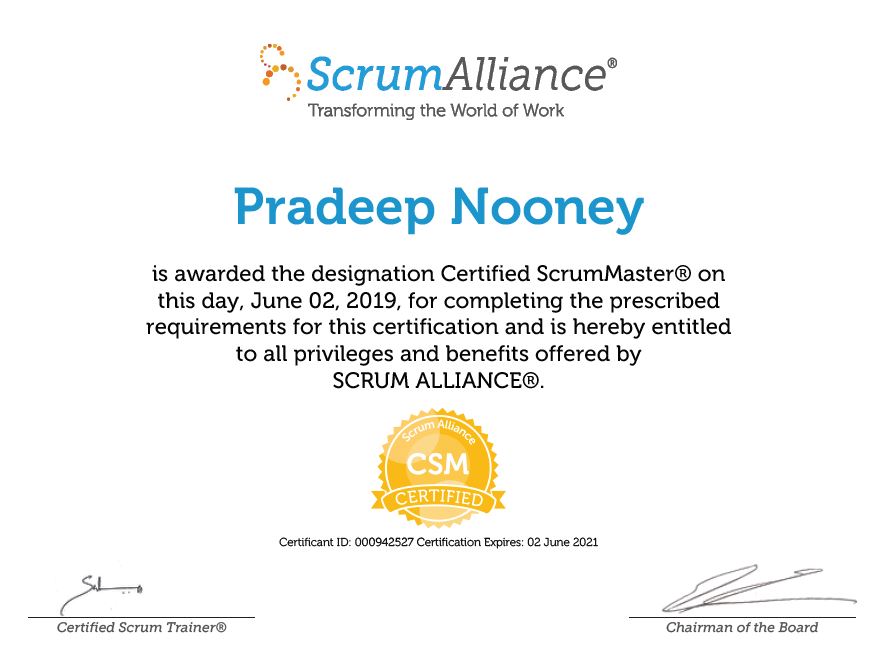 ScrumAlliance®
Transforming the World of Work
Pradeep Nooney
is awarded the designation Certified ScrumMaster® on
this day, June 02, 2019, for completing the prescribed
requirements for this certification and is hereby entitled
to all privileges and benefits offered by
SCRUM ALLIANCE®.
Scrum Alliance
CSM
CERTIFIED
Certificant ID: 000942527 Certification Expires: 02 June 2021
Certified Scrum Trainer®
Chairman of the Board